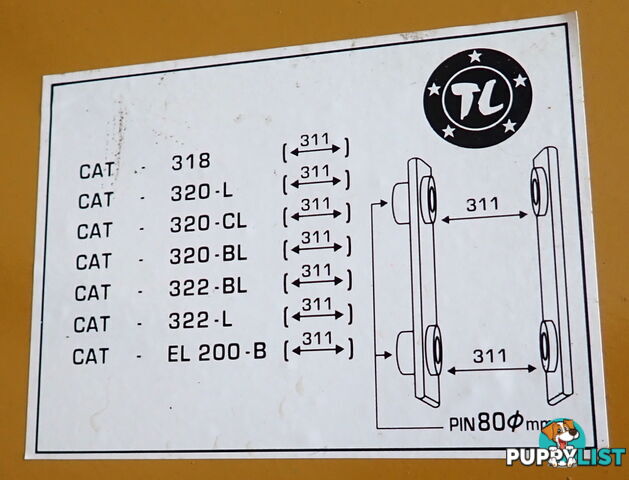 TL
CAT - 318 [311]
CAT - 320-L [311]
CAT - 320-CL [311]
CAT - 320-BL [311]
CAT - 322-BL [311]
CAT - 322-L [311]
CAT - EL 200-B [311]
311
311
PIN 80ϕ mm
PUPPYLIST